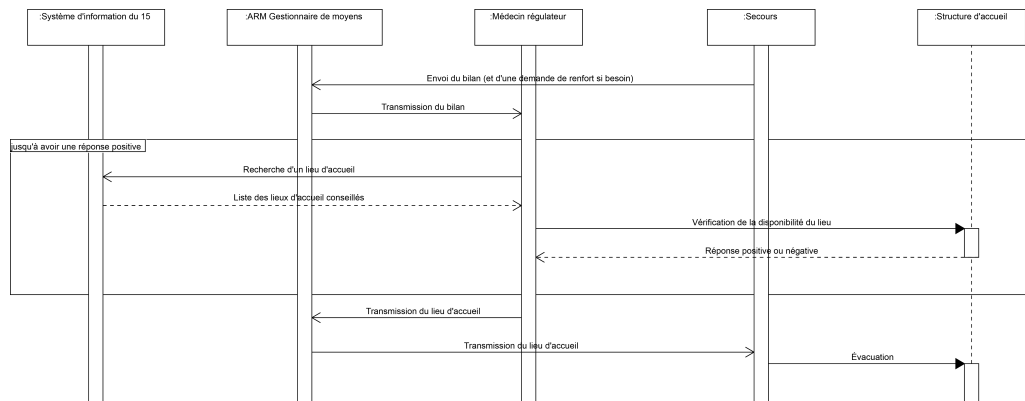 :Système d'information du 15
:ARM Gestionnaire de moyens
:Médecin régulateur
:Secours
:Structure d'accueil
Envoi du bilan (et d'une demande de renfort si besoin)
Transmission du bilan
jusqu'à avoir une réponse positive
Recherche d'un lieu d'accueil
Liste des lieux d'accueil conseillés
Vérification de la disponibilité du lieu
Réponse positive ou négative
Transmission du lieu d'accueil
Transmission du lieu d'accueil
Évacuation